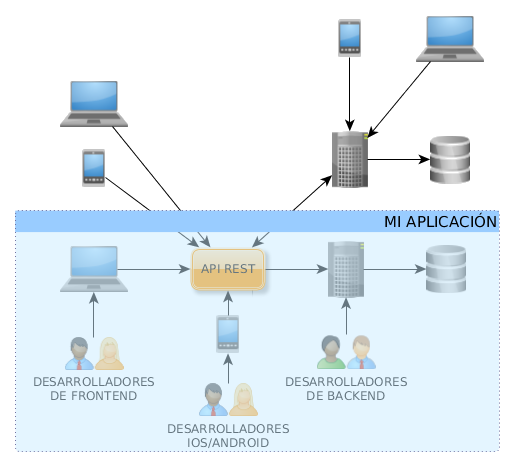 MI APLICACIÓN
API REST
DESARROLLADORES
DE FRONTEND
DESARROLLADORES
IOS/ANDROID
DESARROLLADORES
DE BACKEND